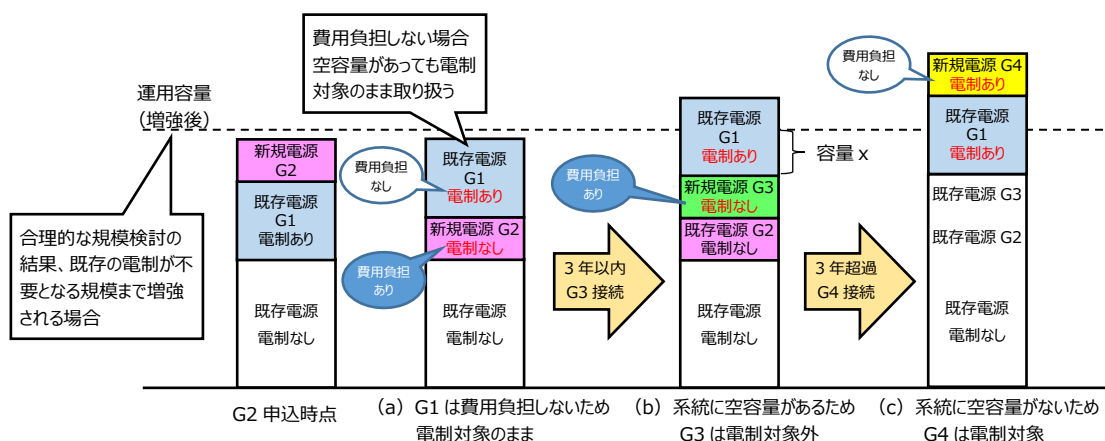 費用負担しない場合
空容量があっても電制
対象のまま取り扱う
運用容量
（増強後）
合理的な規模検討の
結果、既存の電制が不
要となる規模まで増強
される場合
新規電源
G2
既存電源
G1
電制あり
既存電源
電制なし
G2 申込時点
費用負担
なし
費用負担
あり
既存電源
G1
電制あり
新規電源 G2
電制なし
既存電源
電制なし
（a） G1 は費用負担しないため
電制対象のまま
3 年以内
G3 接続
費用負担
あり
既存電源
G1
電制あり
容量 x
新規電源 G3
電制なし
既存電源 G2
電制なし
既存電源
電制なし
（b） 系統に空容量があるため
G3 は電制対象外
3 年超過
G4 接続
費用負担
なし
新規電源 G4
電制あり
既存電源
G1
電制あり
既存電源 G3
既存電源 G2
既存電源
電制なし
（c） 系統に空容量がないため
G4 は電制対象